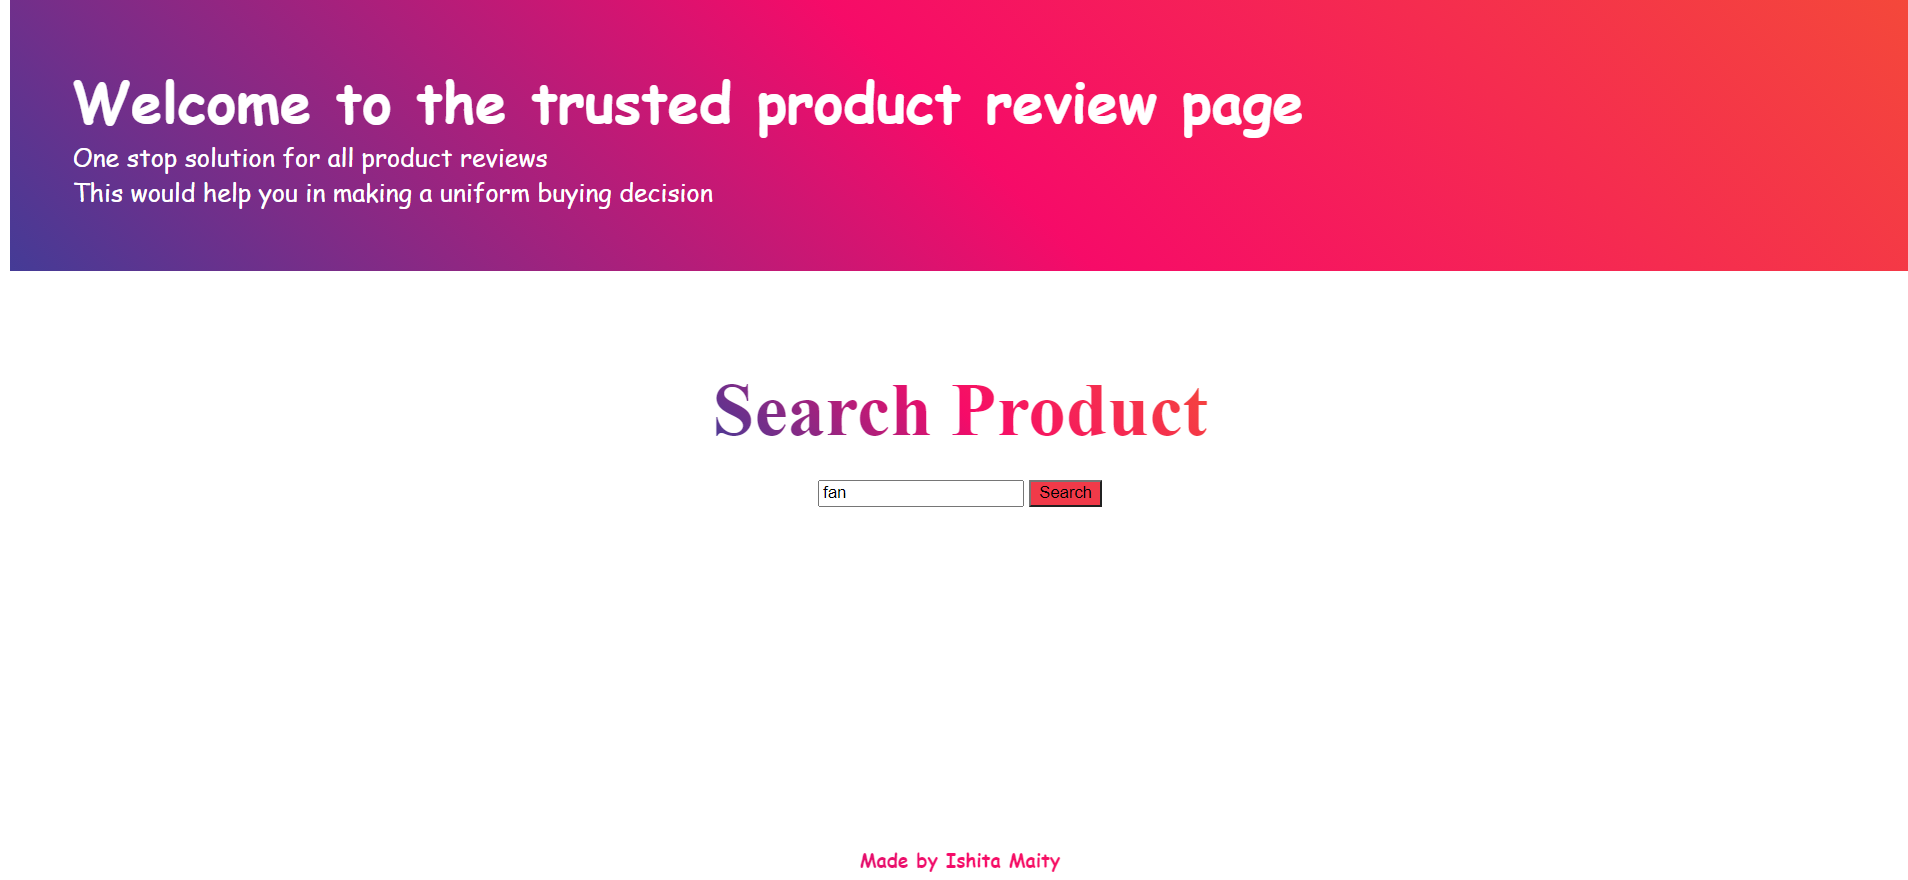 Welcome to the trusted product review page
One stop solution for all product reviews
This would help you in making a uniform buying decision
Search Product
fan Search
Made by Ishita Maity